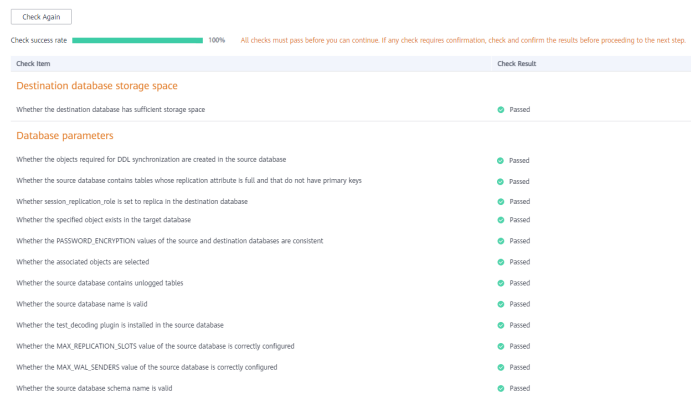 Check Again
Check success rate 100% All checks must pass before you can continue. If any check requires confirmation, check and confirm the results before proceeding to the next step.
Check Item Check Result
Destination database storage space
Whether the destination database has sufficient storage space Passed
Database parameters
Whether the objects required for DDL synchronization are created in the source database Passed
Whether the source database contains tables whose replication attribute is full and that do not have primary keys Passed
Whether session_replication_role is set to replica in the destination database Passed
Whether the specified object exists in the target database Passed
Whether the PASSWORD_ENCRYPTION values of the source and destination databases are consistent Passed
Whether the associated objects are selected Passed
Whether the source database contains unlogged tables Passed
Whether the source database name is valid Passed
Whether the test_decoding plugin is installed in the source database Passed
Whether the MAX_REPLICATION_SLOTS value of the source database is correctly configured Passed
Whether the MAX_WAL_SENDERS value of the source database is correctly configured Passed
Whether the source database schema name is valid Passed